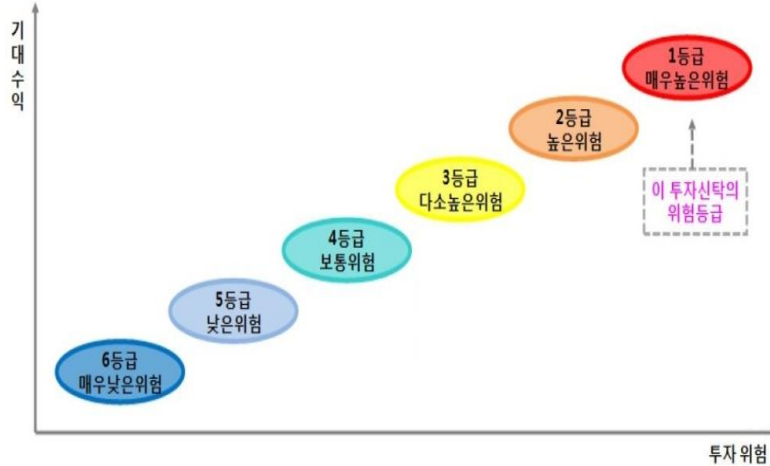 기대수익
1등급
매우높은위험
2등급
높은위험
3등급
다소높은위험
이 투자신탁의
위험등급
4등급
보통위험
5등급
낮은위험
6등급
매우낮은위험
투자 위험